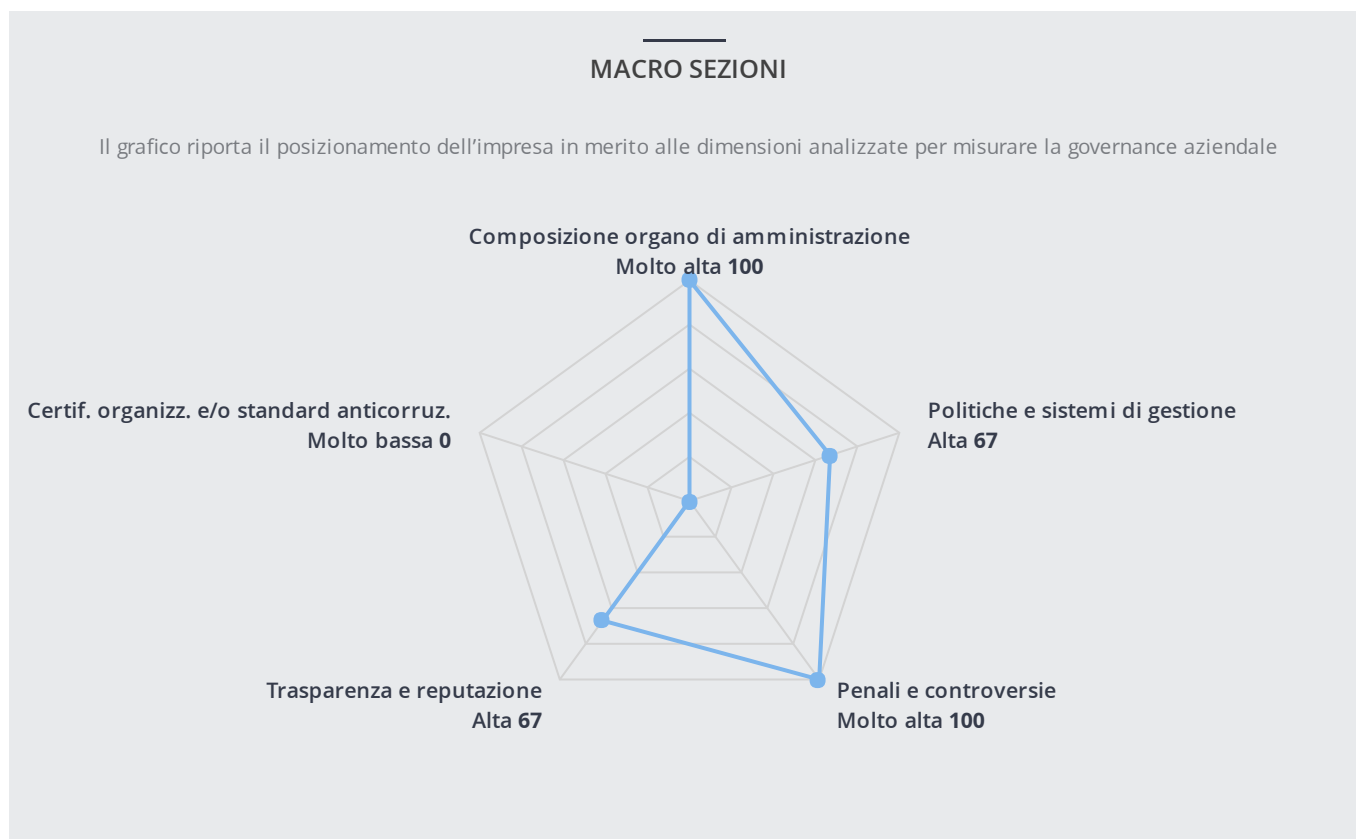 MACRO SEZIONI
Il grafico riporta il posizionamento dell’impresa in merito alle dimensioni analizzate per misurare la governance aziendale
Composizione organo di amministrazione
Molto alta 100
Certif. organizz. e/o standard anticorruz.
Molto bassa 0
Politiche e sistemi di gestione
Alta 67
Trasparenza e reputazione
Alta 67
Penali e controversie
Molto alta 100